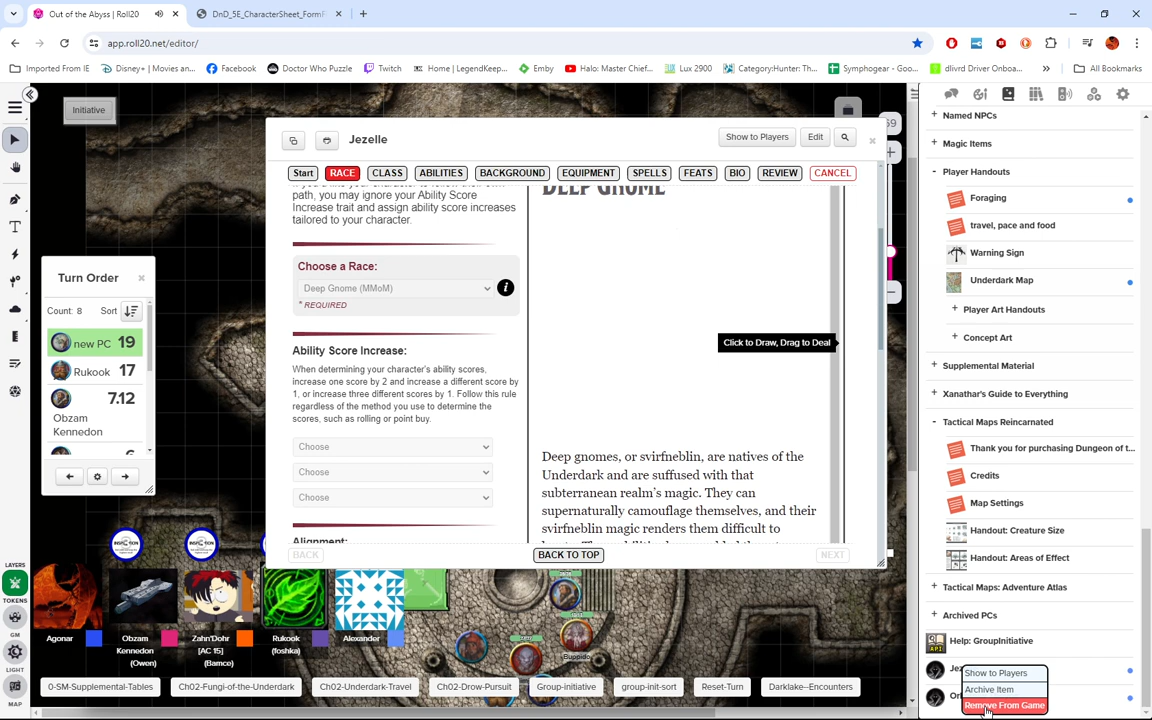 Out of the Abyss | Roll20
DnD_5E_CharacterSheet_FormF
app.roll20.net/editor/
Imported From IE
Disney+ | Movies an...
Facebook
Doctor Who Puzzle
Twitch
Home | LegendKeep...
Emby
Halo: Master Chief...
Lux 2900
Category:Hunter: Th...
Symphogear - Goo...
dlivrd Driver Onboa...
All Bookmarks
Initiative
Jezelle
Show to Players
Edit
Start
RACE
CLASS
ABILITIES
BACKGROUND
EQUIPMENT
SPELLS
FEATS
BIO
REVIEW
CANCEL
path, you may ignore your Ability Score
Increase trait and assign ability score increases
tailored to your character.
Choose a Race:
Deep Gnome (MMoM)
* REQUIRED
Ability Score Increase:
When determining your character's ability scores,
increase one score by 2 and increase a different score by
1, or increase three different scores by 1. Follow this rule
regardless of the method you use to determine the
scores, such as rolling or point buy.
Choose
Choose
Choose
Alignment:
BACK
BACK TO TOP
NEXT
DEEP GNOME
Click to Draw, Drag to Deal
Deep gnomes, or svirfneblin, are natives of the
Underdark and are suffused with that
subterranean realm's magic. They can
supernaturally camouflage themselves, and their
svirfneblin magic renders them difficult to
Turn Order
Count: 8
Sort
new PC 19
Rukook 17
7.12
Obzam
Kennedon
LAYERS
TOKENS
GM
LIGHT
MAP
Agonar
Obzam
Kennedon
(Owen)
Zahn'Dohr
[AC 15]
(Bamce)
Rukook
(foshka)
Alexander
Buppido
0-SM-Supplemental-Tables
Ch02-Fungi-of-the-Underdark
Ch02-Underdark-Travel
Ch02-Drow-Pursuit
Group-initiative
group-init-sort
Reset-Turn
Darklake--Encounters
+ Named NPCs
+ Magic Items
- Player Handouts
Foraging
travel, pace and food
Warning Sign
Underdark Map
+ Player Art Handouts
+ Concept Art
+ Supplemental Material
+ Xanathar's Guide to Everything
- Tactical Maps Reincarnated
Thank you for purchasing Dungeon of t...
Credits
Map Settings
Handout: Creature Size
Handout: Areas of Effect
+ Tactical Maps: Adventure Atlas
+ Archived PCs
Help: GroupInitiative
Show to Players
Archive Item
Remove From Game